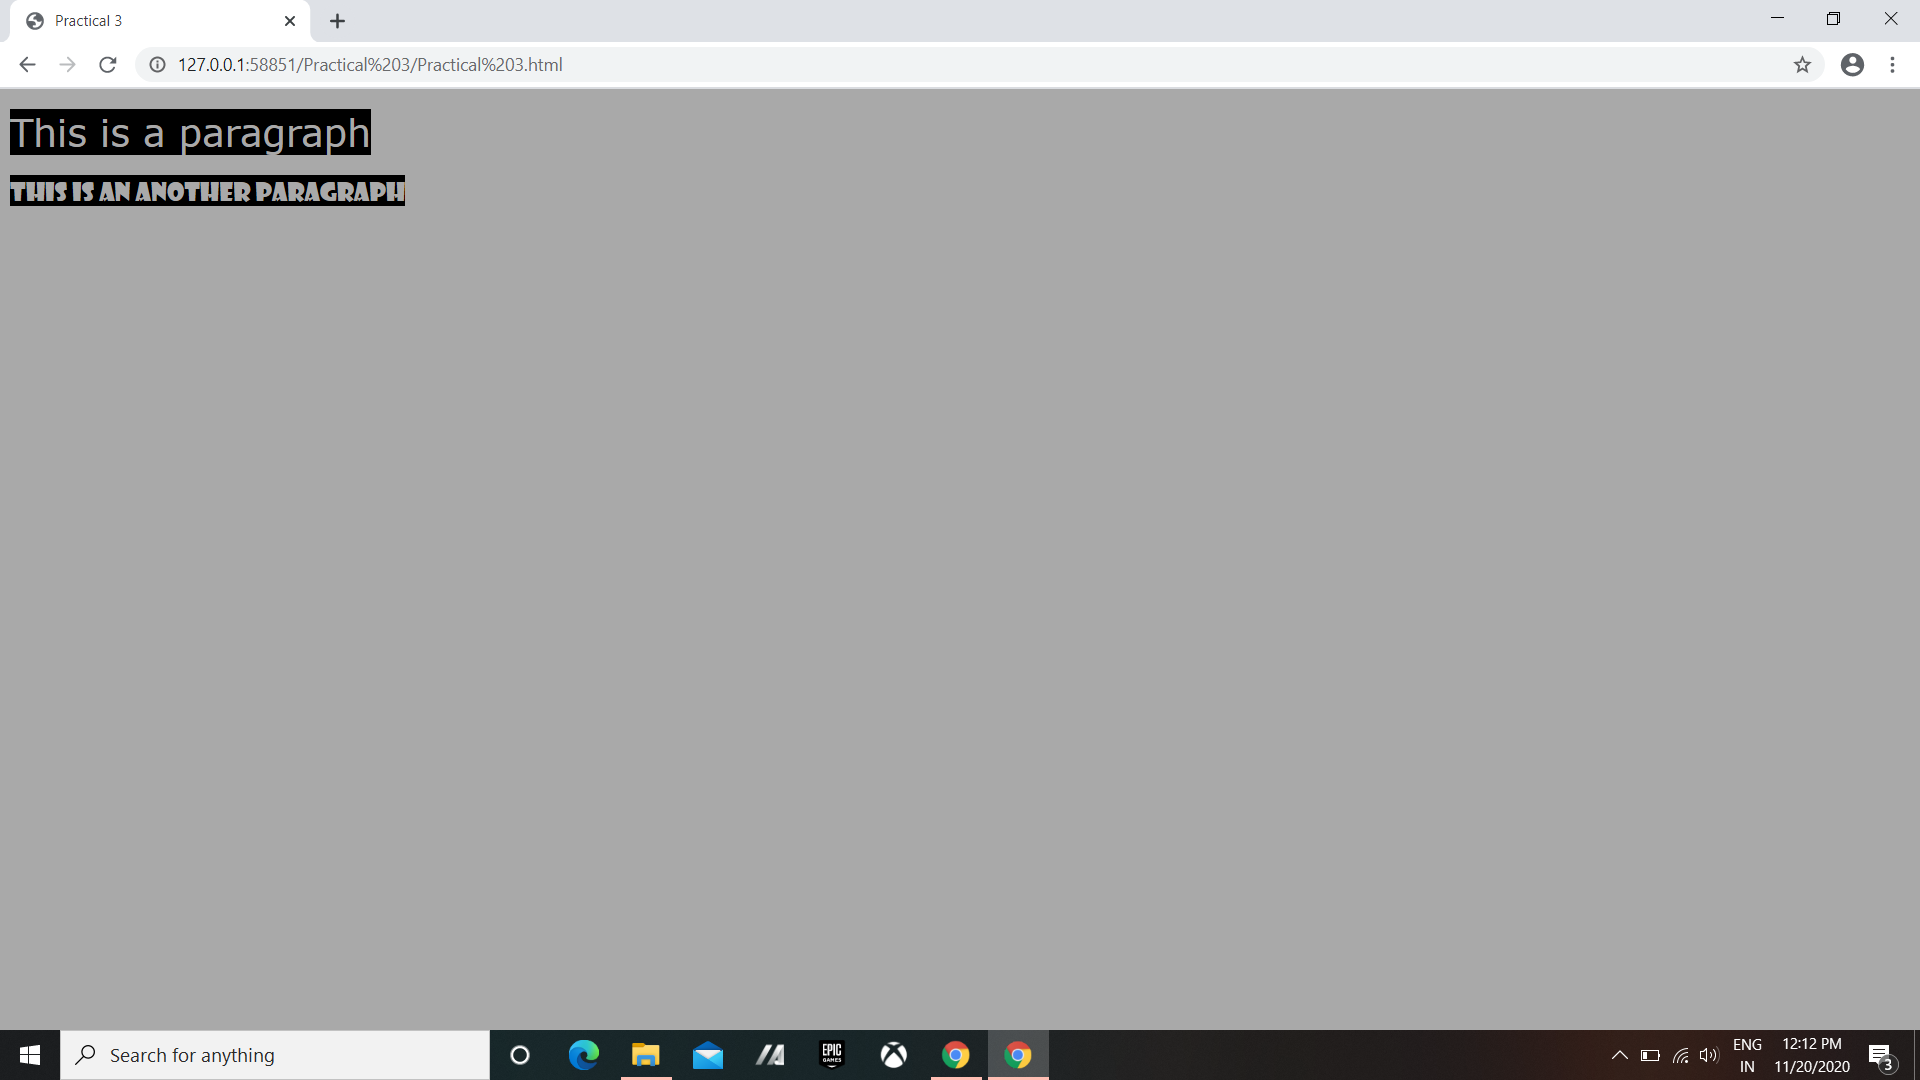 Practical 3
127.0.0.1:58851/Practical%203/Practical%203.html
This is a paragraph
THIS IS AN ANOTHER PARAGRAPH
Search for anything
EPIC
GAMES
ENG
IN
12:12 PM
11/20/2020
3